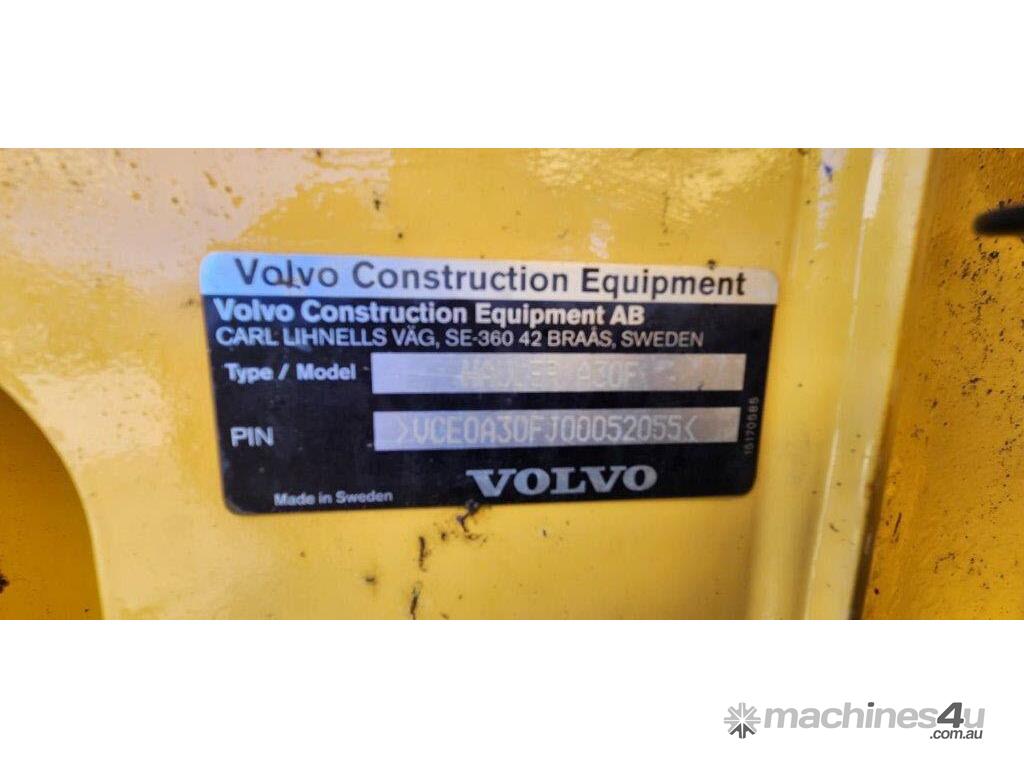 Volvo Construction Equipment
Volvo Construction Equipment AB
CARL LIHNELLS VÄG, SE-360 42 BRAÅS, SWEDEN
Type / Model HAULER A30F
PIN >VCE0A30FJ00052055<
15170585
VOLVO
Made in Sweden
machines4u
.com.au